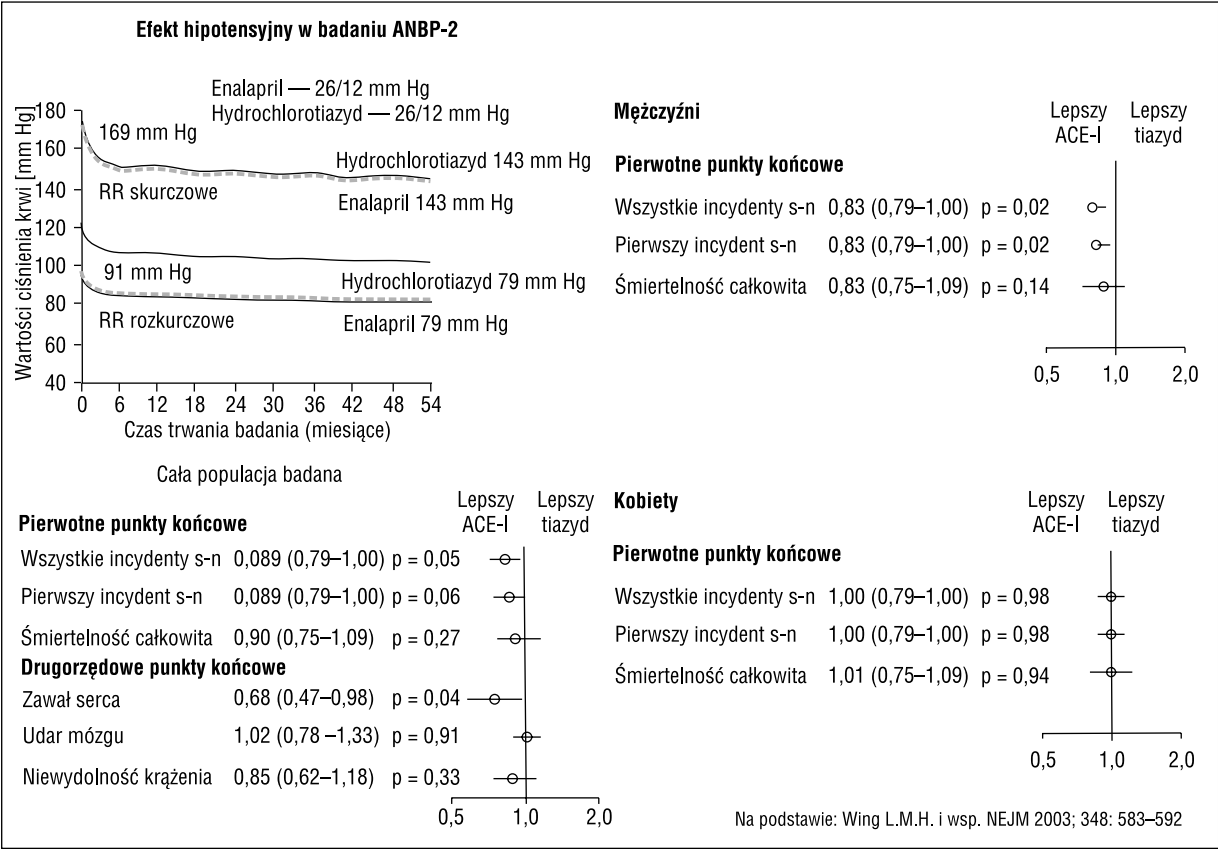 Efekt hipotensyjny w badaniu ANBP-2
Enalapril — 26/12 mm Hg
Hydrochlorotiazyd — 26/12 mm Hg
Wartości ciśnienia krwi [mm Hg]
180
160
140
120
100
80
60
40
169 mm Hg
Hydrochlorotiazyd 143 mm Hg
RR skurczowe
Enalapril 143 mm Hg
91 mm Hg
Hydrochlorotiazyd 79 mm Hg
RR rozkurczowe
Enalapril 79 mm Hg
0 6 12 18 24 30 36 42 48 54
Czas trwania badania (miesiące)
Mężczyźni
Lepszy ACE-I
Lepszy tiazyd
Pierwotne punkty końcowe
Wszystkie incydenty s-n 0,83 (0,79–1,00) p = 0,02
Pierwszy incydent s-n 0,83 (0,79–1,00) p = 0,02
Śmiertelność całkowita 0,83 (0,75–1,09) p = 0,14
0,5 1,0 2,0
Cała populacja badana
Lepszy ACE-I
Lepszy tiazyd
Pierwotne punkty końcowe
Wszystkie incydenty s-n 0,089 (0,79–1,00) p = 0,05
Pierwszy incydent s-n 0,089 (0,79–1,00) p = 0,06
Śmiertelność całkowita 0,90 (0,75–1,09) p = 0,27
Drugorzędowe punkty końcowe
Zawał serca 0,68 (0,47–0,98) p = 0,04
Udar mózgu 1,02 (0,78 –1,33) p = 0,91
Niewydolność krążenia 0,85 (0,62–1,18) p = 0,33
0,5 1,0 2,0
Kobiety
Lepszy ACE-I
Lepszy tiazyd
Pierwotne punkty końcowe
Wszystkie incydenty s-n 1,00 (0,79–1,00) p = 0,98
Pierwszy incydent s-n 1,00 (0,79–1,00) p = 0,98
Śmiertelność całkowita 1,01 (0,75–1,09) p = 0,94
0,5 1,0 2,0
Na podstawie: Wing L.M.H. i wsp. NEJM 2003; 348: 583–592